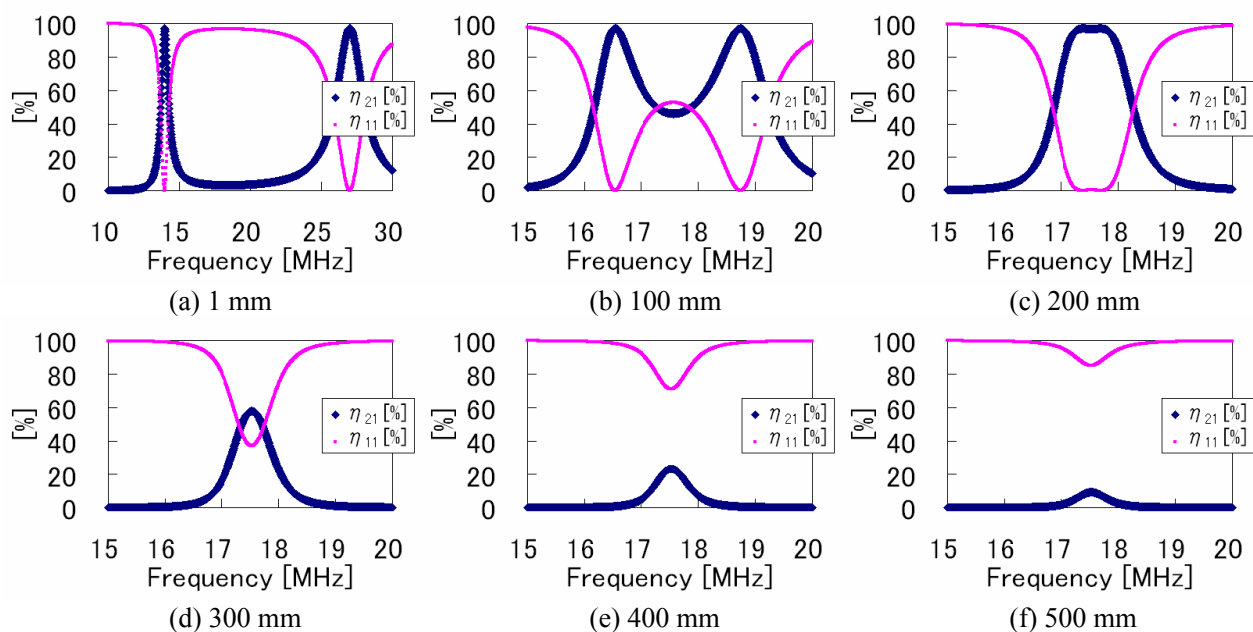 [%]
100
80
60
40
20
0
η21[%]
η11[%]
10 15 20 25 30
Frequency [MHz]
(a) 1 mm
[%]
100
80
60
40
20
0
η21[%]
η11[%]
15 16 17 18 19 20
Frequency [MHz]
(b) 100 mm
[%]
100
80
60
40
20
0
η21[%]
η11[%]
15 16 17 18 19 20
Frequency [MHz]
(c) 200 mm
[%]
100
80
60
40
20
0
η21[%]
η11[%]
15 16 17 18 19 20
Frequency [MHz]
(d) 300 mm
[%]
100
80
60
40
20
0
η21[%]
η11[%]
15 16 17 18 19 20
Frequency [MHz]
(e) 400 mm
[%]
100
80
60
40
20
0
η21[%]
η11[%]
15 16 17 18 19 20
Frequency [MHz]
(f) 500 mm